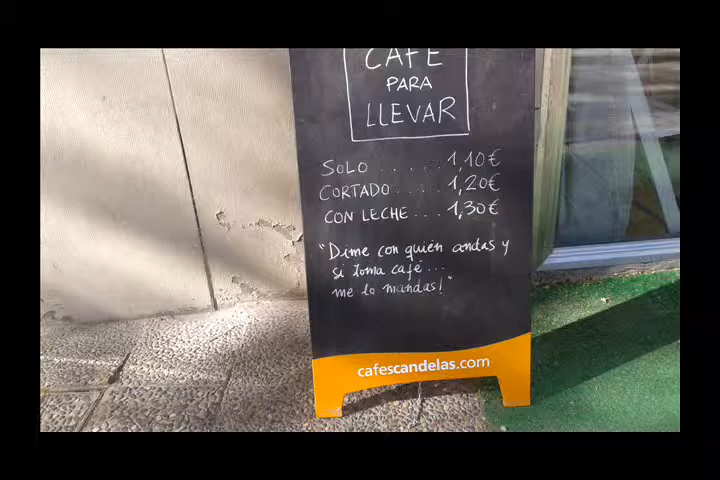 CAFE
PARA
LLEVAR
SOLO . . . . . 1,10€
CORTADO . . . . 1,20€
CON LECHE . . . 1,30€
"Dime con quién andas y
si toma café...
me lo mandas!"
cafescandelas.com